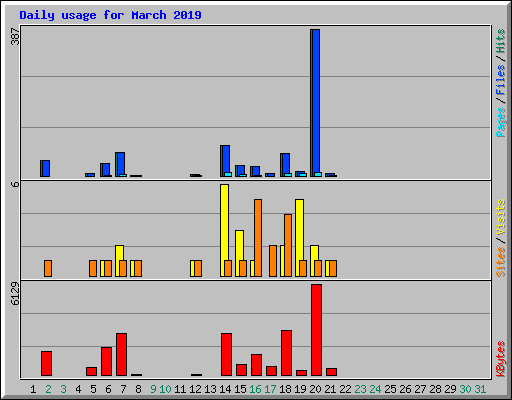 Daily usage for March 2019
387
6
6129
Pages/Files/Hits
Sites/Visits
KBytes
1 2 3 4 5 6 7 8 9 10 11 12 13 14 15 16 17 18 19 20 21 22 23 24 25 26 27 28 29 30 31